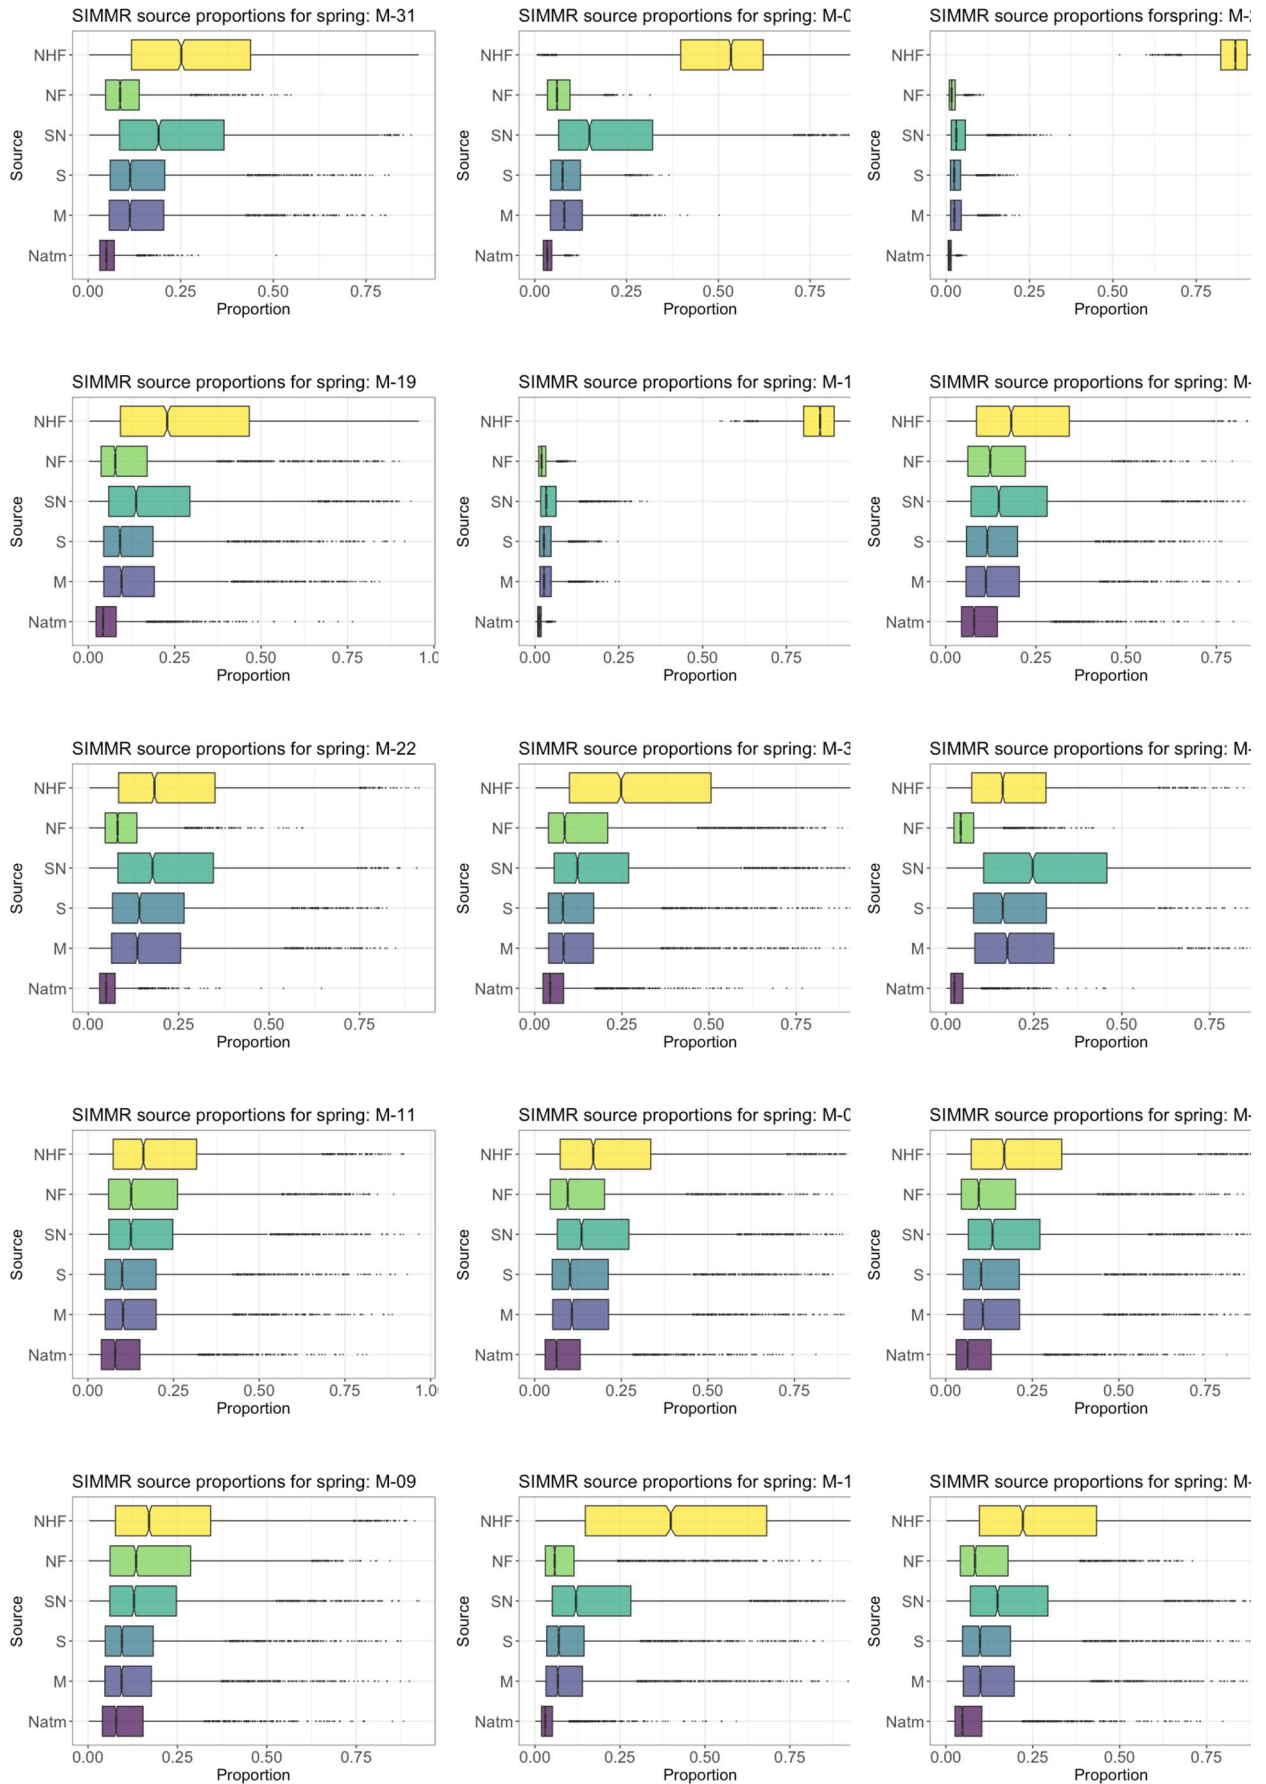 SIMMR source proportions for spring: M-31
NHF
NF
SN
S
M
Natm
Source
0.00 0.25 0.50 0.75
Proportion
SIMMR source proportions for spring: M-0
NHF
NF
SN
S
M
Natm
Source
0.00 0.25 0.50 0.75
Proportion
SIMMR source proportions forspring: M-
NHF
NF
SN
S
M
Natm
Source
0.00 0.25 0.50 0.75
Proportion
SIMMR source proportions for spring: M-19
NHF
NF
SN
S
M
Natm
Source
0.00 0.25 0.50 0.75 1.0
Proportion
SIMMR source proportions for spring: M-1
NHF
NF
SN
S
M
Natm
Source
0.00 0.25 0.50 0.75
Proportion
SIMMR source proportions for spring: M-
NHF
NF
SN
S
M
Natm
Source
0.00 0.25 0.50 0.75
Proportion
SIMMR source proportions for spring: M-22
NHF
NF
SN
S
M
Natm
Source
0.00 0.25 0.50 0.75
Proportion
SIMMR source proportions for spring: M-3
NHF
NF
SN
S
M
Natm
Source
0.00 0.25 0.50 0.75
Proportion
SIMMR source proportions for spring: M-
NHF
NF
SN
S
M
Natm
Source
0.00 0.25 0.50 0.75
Proportion
SIMMR source proportions for spring: M-11
NHF
NF
SN
S
M
Natm
Source
0.00 0.25 0.50 0.75 1.0
Proportion
SIMMR source proportions for spring: M-0
NHF
NF
SN
S
M
Natm
Source
0.00 0.25 0.50 0.75
Proportion
SIMMR source proportions for spring: M-
NHF
NF
SN
S
M
Natm
Source
0.00 0.25 0.50 0.75
Proportion
SIMMR source proportions for spring: M-09
NHF
NF
SN
S
M
Natm
Source
0.00 0.25 0.50 0.75
Proportion
SIMMR source proportions for spring: M-1
NHF
NF
SN
S
M
Natm
Source
0.00 0.25 0.50 0.75
Proportion
SIMMR source proportions for spring: M-
NHF
NF
SN
S
M
Natm
Source
0.00 0.25 0.50 0.75
Proportion